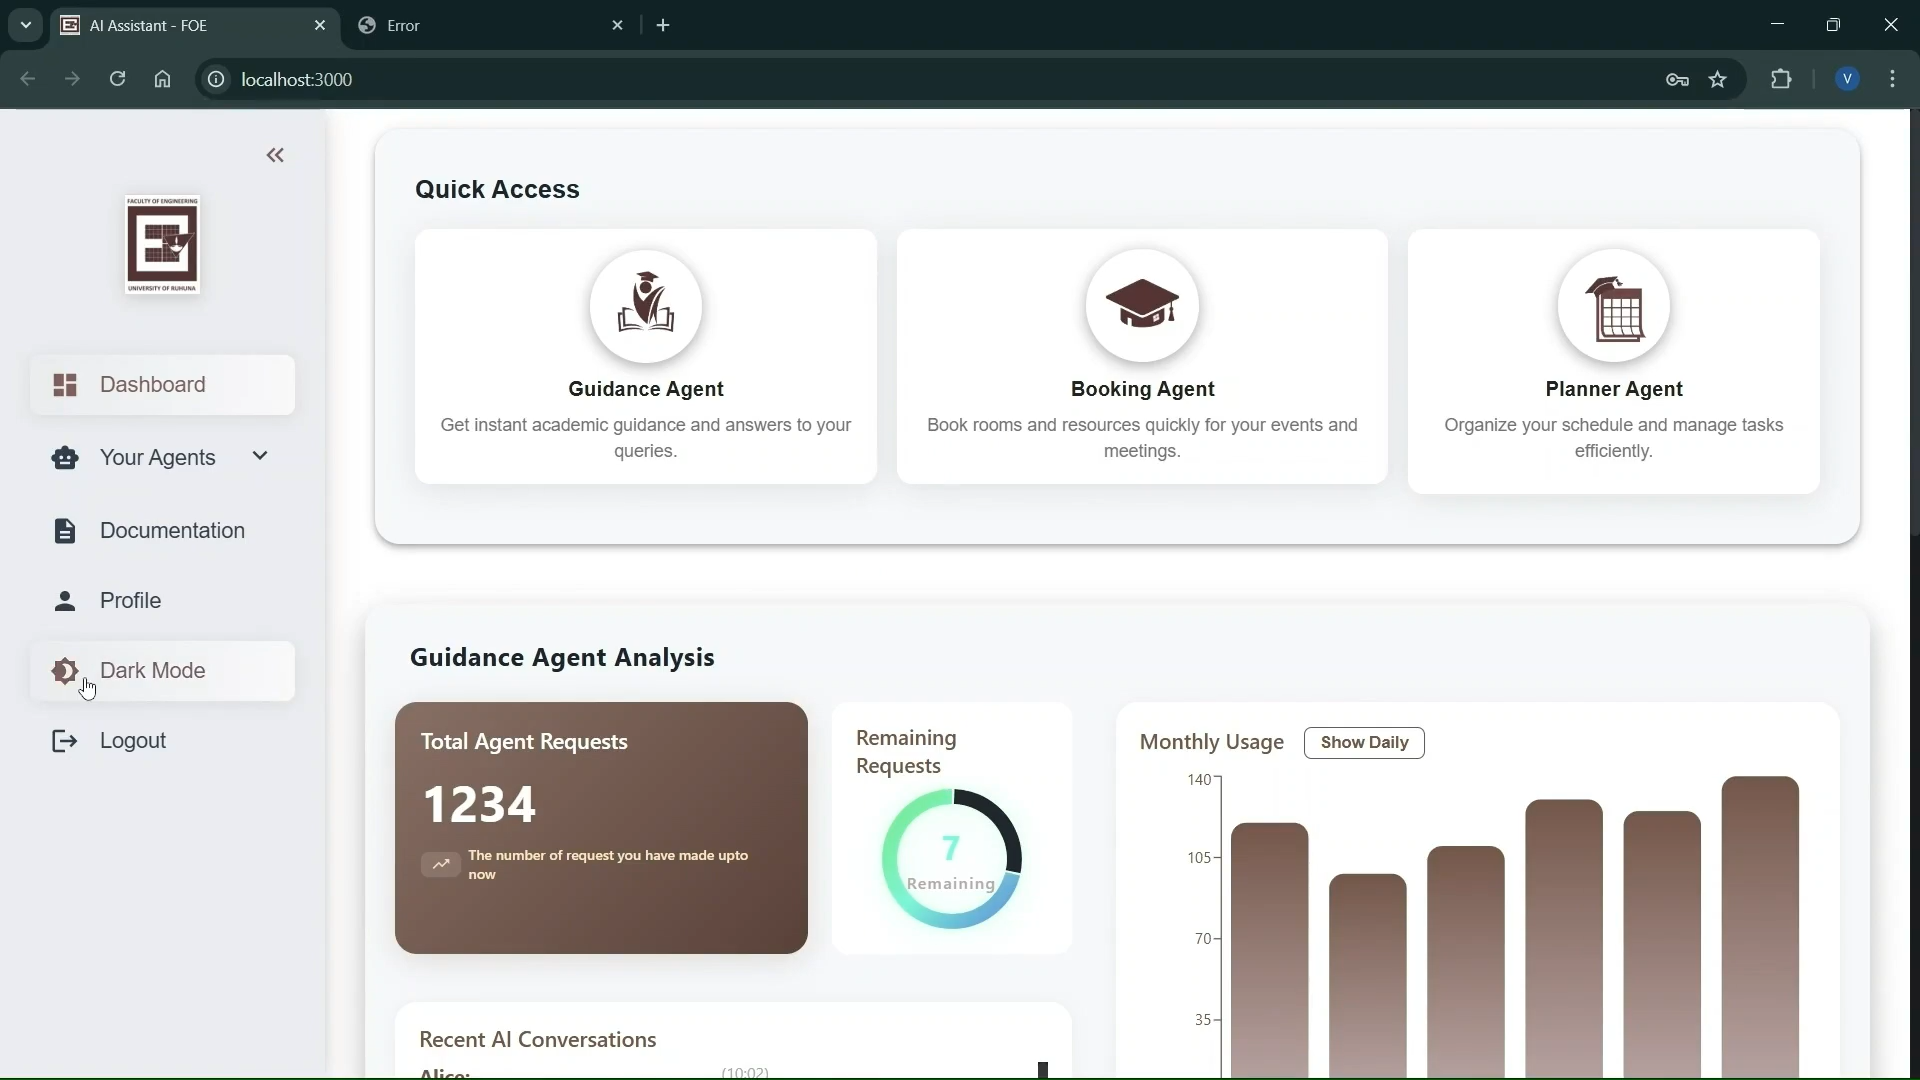 AI Assistant - FOE
Error
localhost:3000
V
FACULTY OF ENGINEERING
UNIVERSITY OF RUHUNA
Dashboard
Your Agents
Documentation
Profile
Dark Mode
Logout
Quick Access
Guidance Agent
Get instant academic guidance and answers to your
queries.
Booking Agent
Book rooms and resources quickly for your events and
meetings.
Planner Agent
Organize your schedule and manage tasks
efficiently.
Guidance Agent Analysis
Total Agent Requests
1234
The number of request you have made upto
now
Remaining
Requests
7
Remaining
Monthly Usage
Show Daily
140
105
70
35
Recent AI Conversations
Alice:
(10:02)